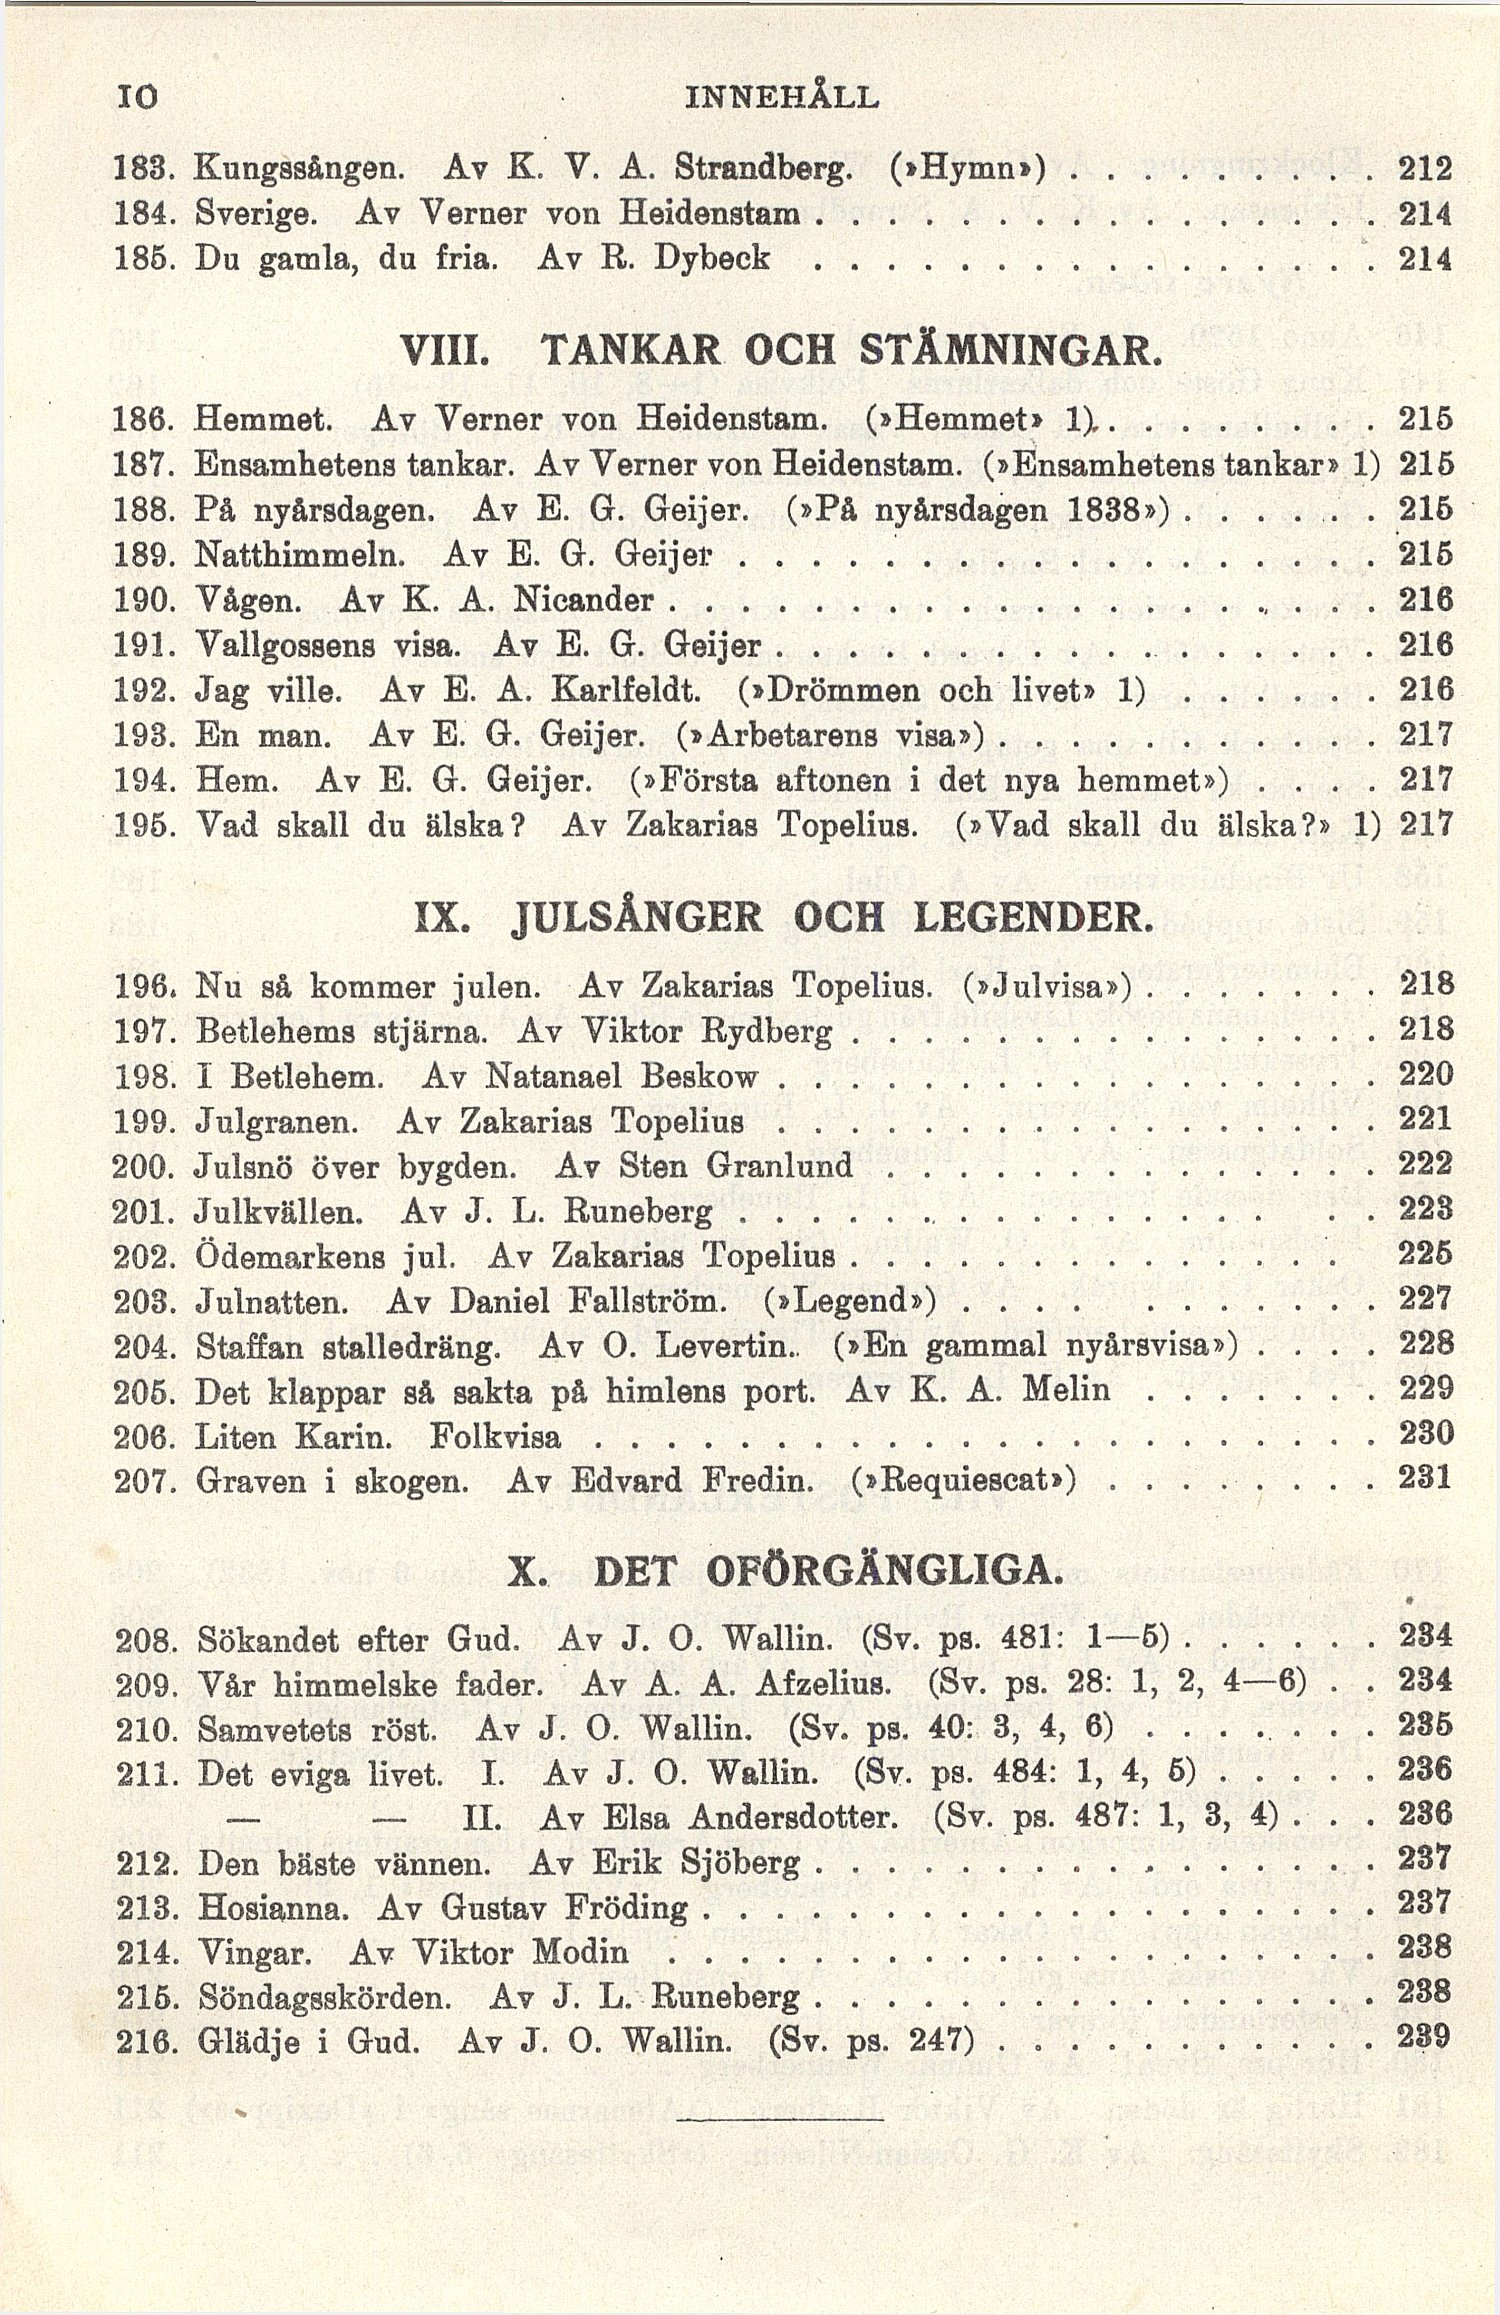 10 INNEHÅLL
183. Kungssången. Av K. V. A. Strandberg. (»Hymn») . . . . . . . . . 212
184. Sverige. Av Verner von Heidenstam . . . . . . . . . . . . . . . . 214
185. Du gamla, du fria. Av R. Dybeck . . . . . . . . . . . . . . . . 214
VIII. TANKAR OCH STÄMNINGAR.
186. Hemmet. Av Verner von Heidenstam. (»Hemmet» 1). . . . . . . . . 215
187. Ensamhetens tankar. Av Verner von Heidenstam. (»Ensamhetens tankar» 1) 215
188. På nyårsdagen. Av E. G. Geijer. (»På nyårsdagen 1838») . . . . . . 215
189. Natthimmeln. Av E. G. Geijer . . . . . . . . . . . . . . . . . . 215
190. Vågen. Av K. A. Nicander . . . . . . . . . . . . . . . . . . . . 216
191. Vallgossens visa. Av E. G. Geijer . . . . . . . . . . . . . . . . . 216
192. Jag ville. Av E. A. Karlfeldt. (»Drömmen och livet» 1) . . . . . . 216
193. En man. Av E. G. Geijer. (»Arbetarens visa») . . . . . . . . . . . 217
194. Hem. Av E. G. Geijer. (»Första aftonen i det nya hemmet») . . . . 217
195. Vad skall du älska? Av Zakarias Topelius. (»Vad skall du älska?» 1) 217
IX. JULSÅNGER OCH LEGENDER.
196. Nu så kommer julen. Av Zakarias Topelius. (»Julvisa») . . . . . . . 218
197. Betlehems stjärna. Av Viktor Rydberg . . . . . . . . . . . . . . . 218
198. I Betlehem. Av Natanael Beskow . . . . . . . . . . . . . . . . . 220
199. Julgranen. Av Zakarias Topelius . . . . . . . . . . . . . . . . . 221
200. Julsnö över bygden. Av Sten Granlund . . . . . . . . . . . . . . 222
201. Julkvällen. Av J. L. Runeberg . . . . . . . . . . . . . . . . . 223
202. Ödemarkens jul. Av Zakarias Topelius . . . . . . . . . . . . . . 225
203. Julnatten. Av Daniel Fallström. (»Legend») . . . . . . . . . . . 227
204. Staffan stalledräng. Av O. Levertin.. (»En gammal nyårsvisa») . . . . 228
205. Det klappar så sakta på himlens port. Av K. A. Melin . . . . . . . 229
206. Liten Karin. Folkvisa . . . . . . . . . . . . . . . . . . . . . . 230
207. Graven i skogen. Av Edvard Fredin. (»Requiescat») . . . . . . . . 231
X. DET OFÖRGÄNGLIGA.
208. Sökandet efter Gud. Av J. O. Wallin. (Sv. ps. 481: 1—5) . . . . . . 234
209. Vår himmelske fader. Av A. A. Afzelius. (Sv. ps. 28: 1, 2, 4—6) . . 234
210. Samvetets röst. Av J. O. Wallin. (Sv. ps. 40: 3, 4, 6) . . . . . . . 235
211. Det eviga livet. I. Av J. O. Wallin. (Sv. ps. 484: 1, 4, 5) . . . . . 236
— — II. Av Elsa Andersdotter. (Sv. ps. 487: 1, 3, 4) . . . 236
212. Den bäste vännen. Av Erik Sjöberg . . . . . . . . . . . . . . . . 237
213. Hosianna. Av Gustav Fröding . . . . . . . . . . . . . . . . . . . 237
214. Vingar. Av Viktor Modin . . . . . . . . . . . . . . . . . . . . 238
215. Söndagsskörden. Av J. L. Runeberg . . . . . . . . . . . . . . . . 238
216. Glädje i Gud. Av J. O. Wallin. (Sv. ps. 247) . . . . . . . . . . . 239